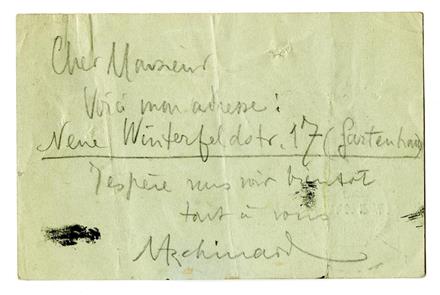 Cher Monsieur
Voici mon adresse:
Neue Winterfeldstr. 17 (Gartenhaus)
J'espère vous voir bientôt
tout à vous